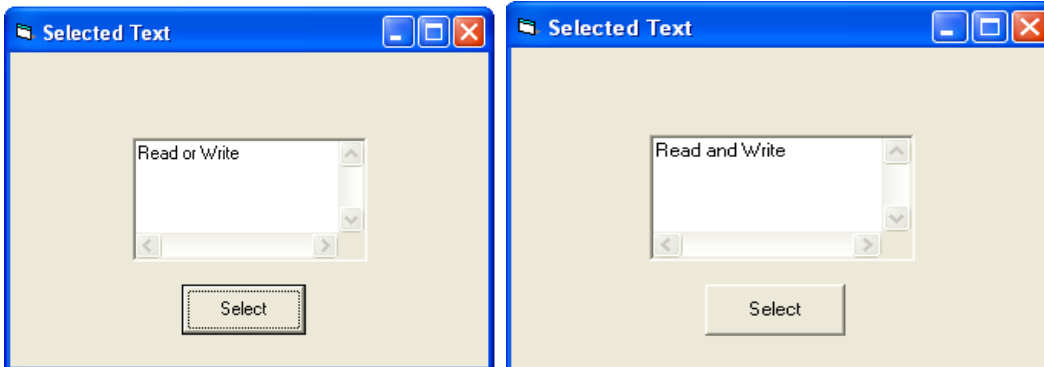 Selected Text
Read or Write
Select
Selected Text
Read and Write
Select